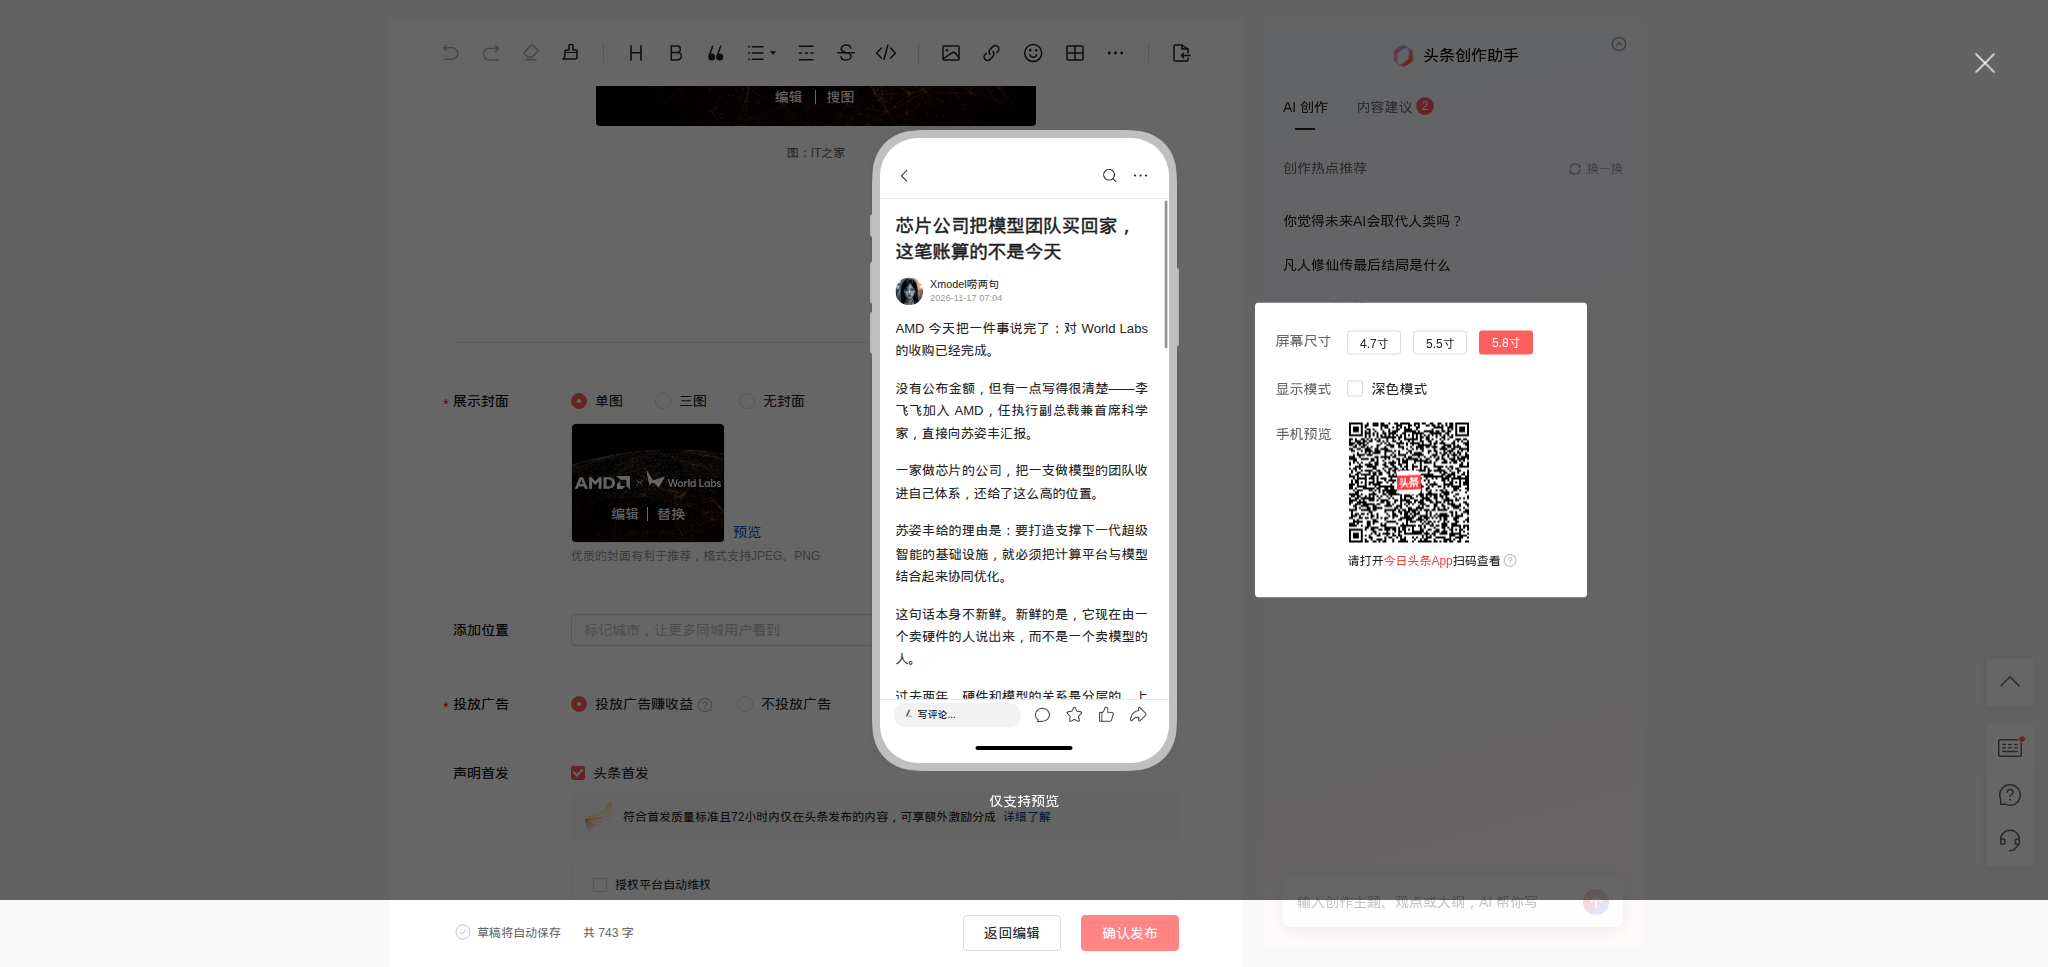 编辑 | 搜图
图：IT之家
展示封面
单图
三图
无封面
AMD × World Labs
编辑 | 替换
预览
优质的封面有利于推荐，格式支持JPEG、PNG
添加位置
标记城市，让更多同城用户看到
投放广告
投放广告赚收益
不投放广告
声明首发
头条首发
符合首发质量标准且72小时内仅在头条发布的内容，可享额外激励分成 详细了解
授权平台自动维权
草稿将自动保存
共 743 字
返回编辑
确认发布
芯片公司把模型团队买回家，
这笔账算的不是今天
Xmodel唠两句
2026-11-17 07:04
AMD 今天把一件事说完了：对 World Labs
的收购已经完成。
没有公布金额，但有一点写得很清楚——李
飞飞加入 AMD，任执行副总裁兼首席科学
家，直接向苏姿丰汇报。
一家做芯片的公司，把一支做模型的团队收
进自己体系，还给了这么高的位置。
苏姿丰给的理由是：要打造支撑下一代超级
智能的基础设施，就必须把计算平台与模型
结合起来协同优化。
这句话本身不新鲜。新鲜的是，它现在由一
个卖硬件的人说出来，而不是一个卖模型的
人。
过去两年，硬件和模型的关系是分层的，上
写评论...
仅支持预览
头条创作助手
AI 创作
内容建议 2
创作热点推荐
换一换
你觉得未来AI会取代人类吗？
凡人修仙传最后结局是什么
屏幕尺寸
4.7寸
5.5寸
5.8寸
显示模式
深色模式
手机预览
头条
请打开今日头条App扫码查看
输入创作主题、观点或大纲，AI 帮你写